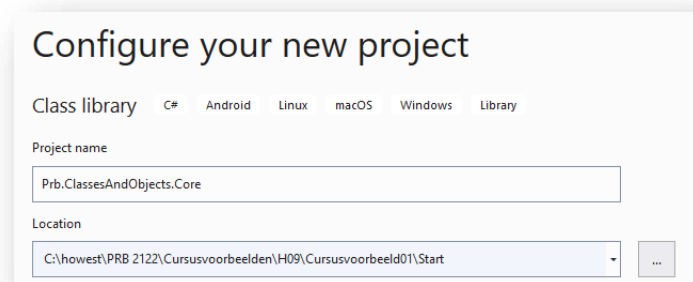 Configure your new project
Class library C# Android Linux macOS Windows Library
Project name
Prb.ClassesAndObjects.Core
Location
C:\howest\PRB 2122\Cursusvoorbeelden\H09\Cursusvoorbeeld01\Start ...